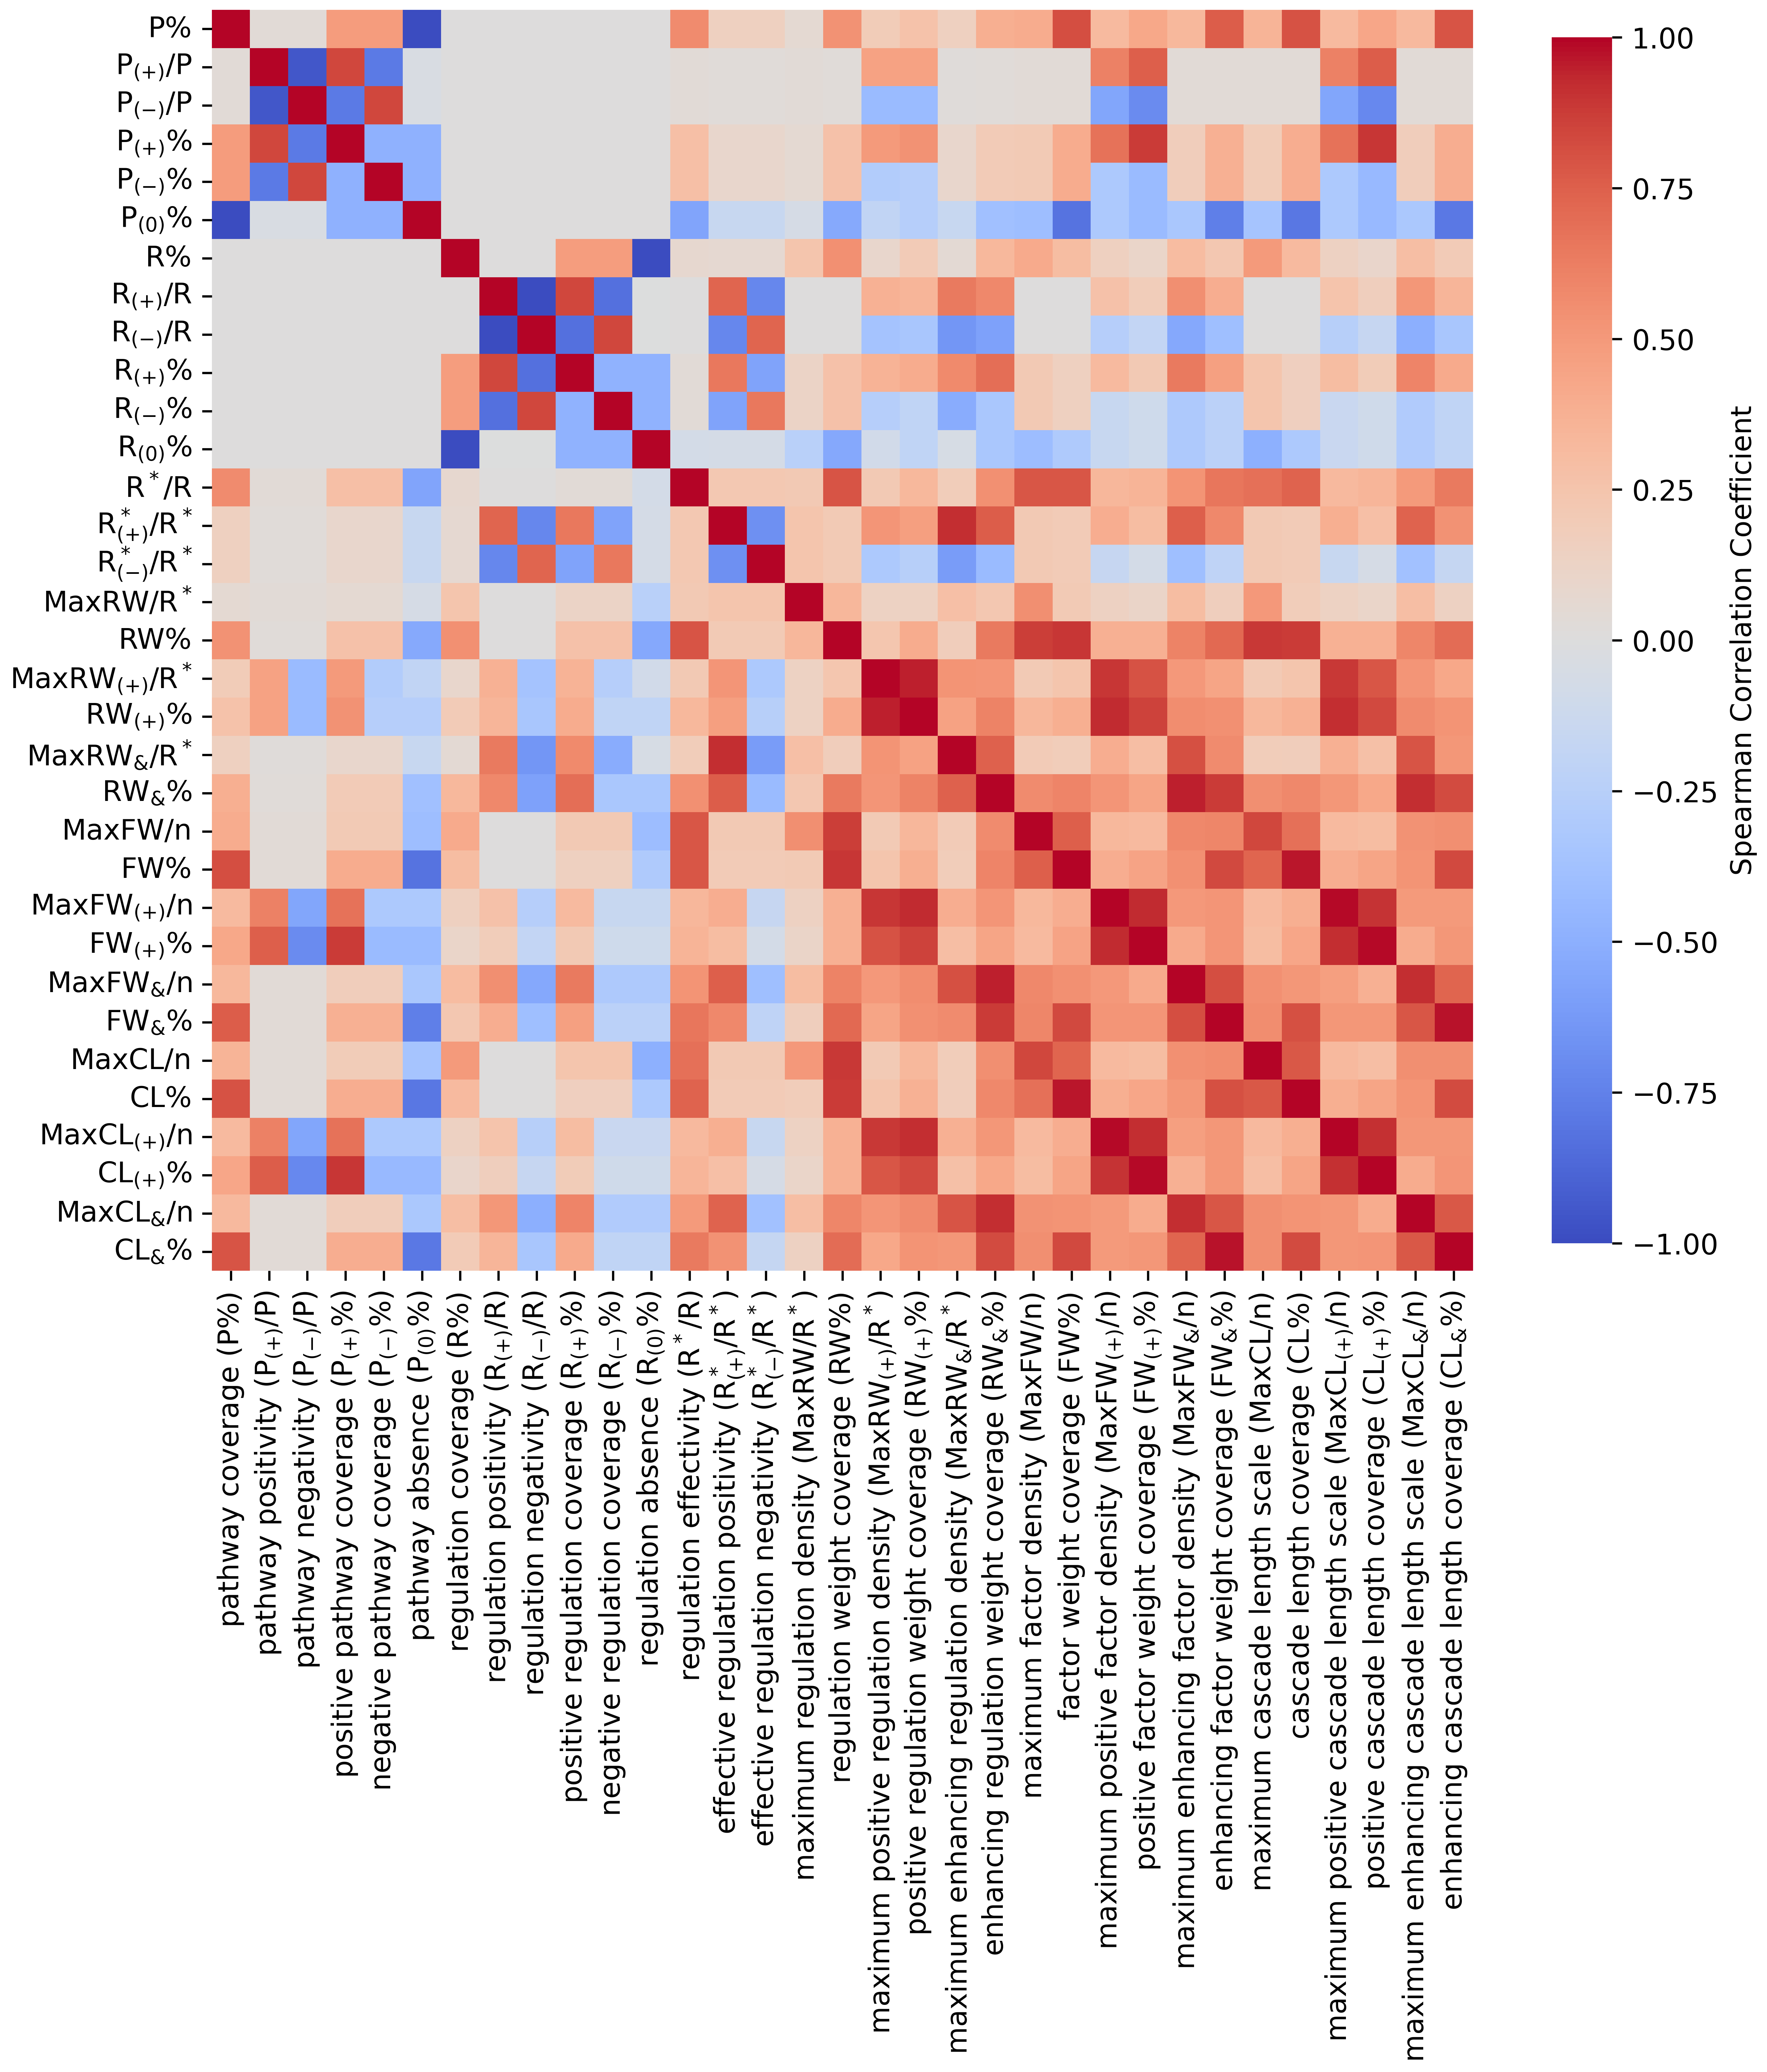 P%
P(+)/P
P(−)/P
P(+)%
P(−)%
P(0)%
R%
R(+)/R
R(−)/R
R(+)%
R(−)%
R(0)%
R*/R
R*(+)/R*
R*(−)/R*
MaxRW/R*
RW%
MaxRW(+)/R*
RW(+)%
MaxRW&/R*
RW&%
MaxFW/n
FW%
MaxFW(+)/n
FW(+)%
MaxFW&/n
FW&%
MaxCL/n
CL%
MaxCL(+)/n
CL(+)%
MaxCL&/n
CL&%
pathway coverage (P%)
pathway positivity (P(+)/P)
pathway negativity (P(−)/P)
positive pathway coverage (P(+)%)
negative pathway coverage (P(−)%)
pathway absence (P(0)%)
regulation coverage (R%)
regulation positivity (R(+)/R)
regulation negativity (R(−)/R)
positive regulation coverage (R(+)%)
negative regulation coverage (R(−)%)
regulation absence (R(0)%)
regulation effectivity (R*/R)
effective regulation positivity (R*(+)/R*)
effective regulation negativity (R*(−)/R*)
maximum regulation density (MaxRW/R*)
regulation weight coverage (RW%)
maximum positive regulation density (MaxRW(+)/R*)
positive regulation weight coverage (RW(+)%)
maximum enhancing regulation density (MaxRW&/R*)
enhancing regulation weight coverage (RW&%)
maximum factor density (MaxFW/n)
factor weight coverage (FW%)
maximum positive factor density (MaxFW(+)/n)
positive factor weight coverage (FW(+)%)
maximum enhancing factor density (MaxFW&/n)
enhancing factor weight coverage (FW&%)
maximum cascade length scale (MaxCL/n)
cascade length coverage (CL%)
maximum positive cascade length scale (MaxCL(+)/n)
positive cascade length coverage (CL(+)%)
maximum enhancing cascade length scale (MaxCL&/n)
enhancing cascade length coverage (CL&%)
1.00
0.75
0.50
0.25
0.00
−0.25
−0.50
−0.75
−1.00
Spearman Correlation Coefficient